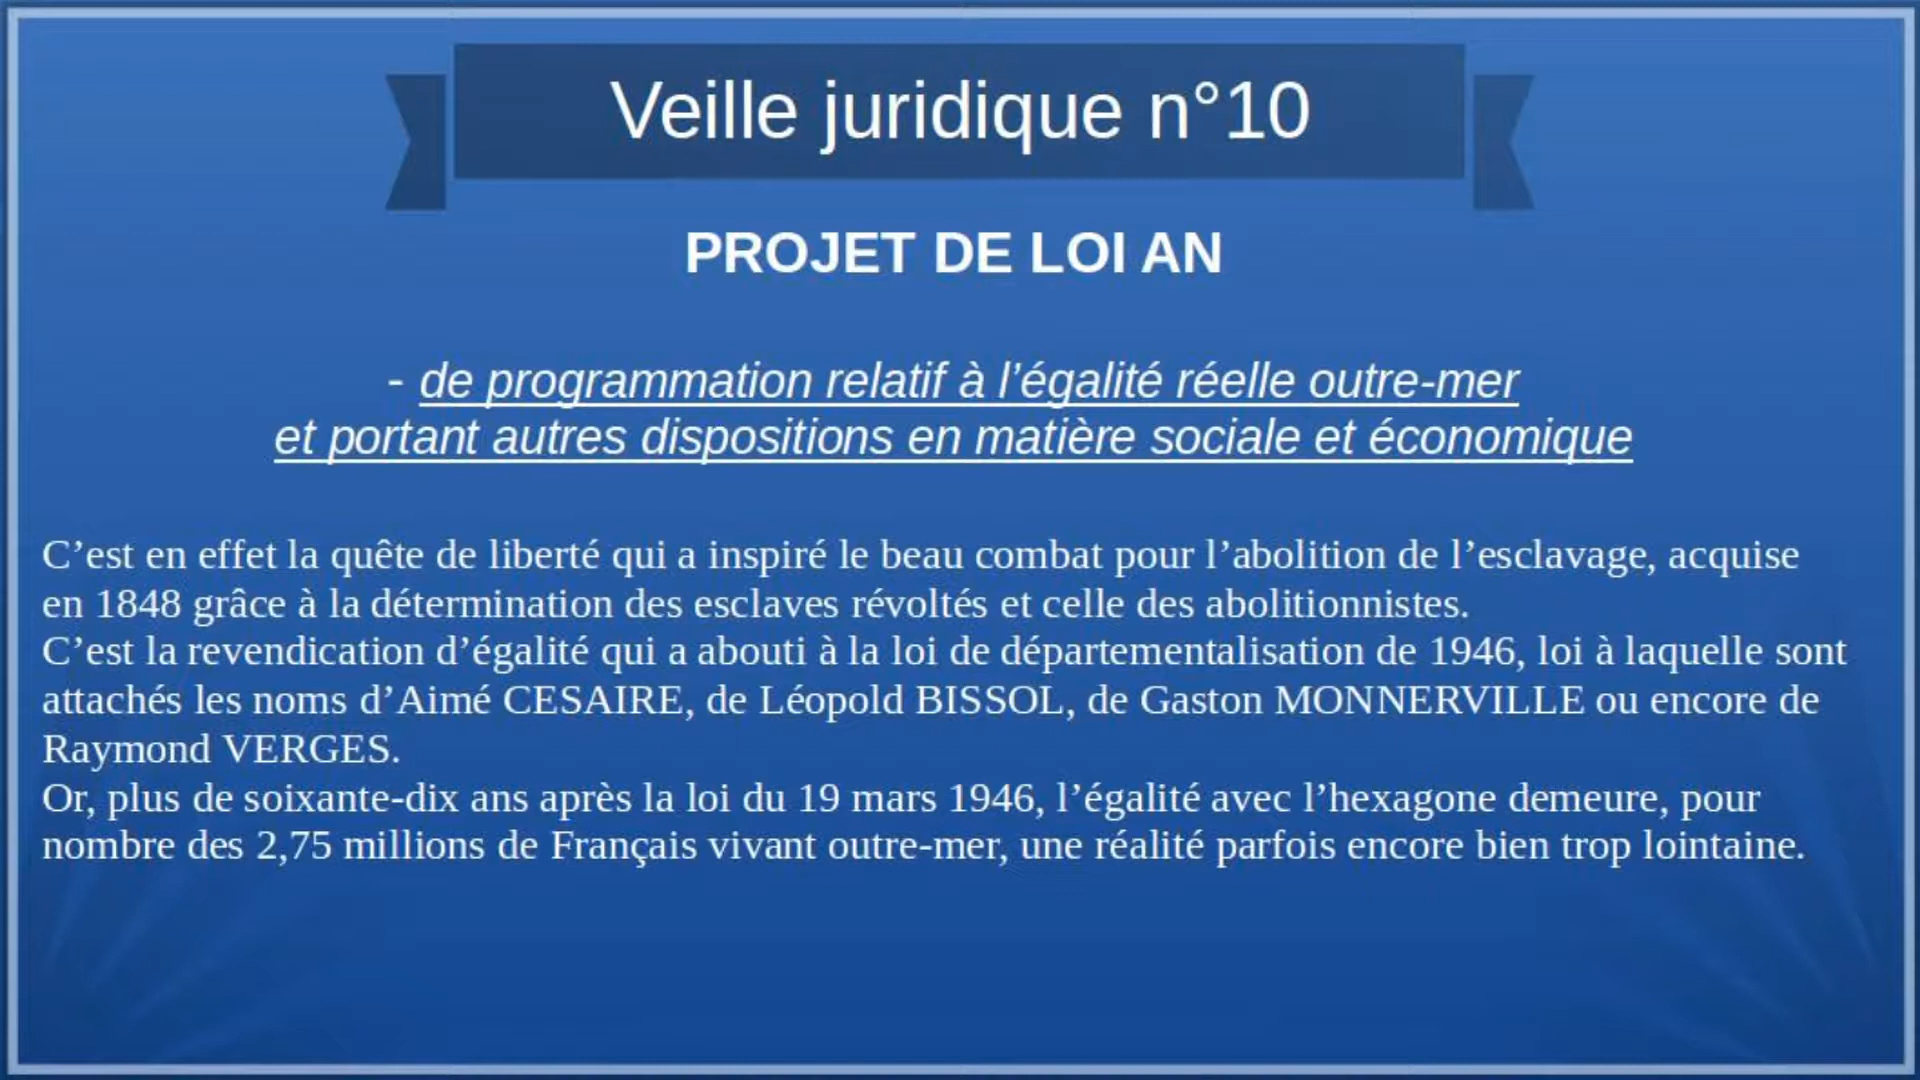 Veille juridique n°10
PROJET DE LOI AN
- de programmation relatif à l’égalité réelle outre-mer
et portant autres dispositions en matière sociale et économique
C’est en effet la quête de liberté qui a inspiré le beau combat pour l’abolition de l’esclavage, acquise
en 1848 grâce à la détermination des esclaves révoltés et celle des abolitionnistes.
C’est la revendication d’égalité qui a abouti à la loi de départementalisation de 1946, loi à laquelle sont
attachés les noms d’Aimé CESAIRE, de Léopold BISSOL, de Gaston MONNERVILLE ou encore de
Raymond VERGES.
Or, plus de soixante-dix ans après la loi du 19 mars 1946, l’égalité avec l’hexagone demeure, pour
nombre des 2,75 millions de Français vivant outre-mer, une réalité parfois encore bien trop lointaine.